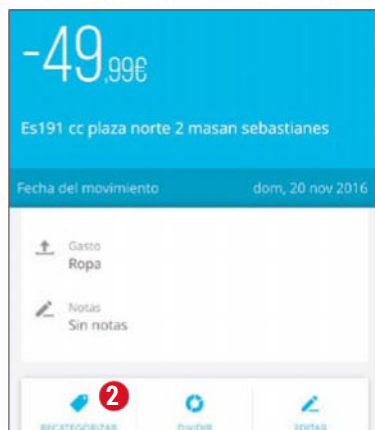 -49,99€
Es191 cc plaza norte 2 masan sebastianes
Fecha del movimiento dom, 20 nov 2016
Gasto
Ropa
Notas
Sin notas
2
RECATEGORIZAR DIVIDIR EDITAR